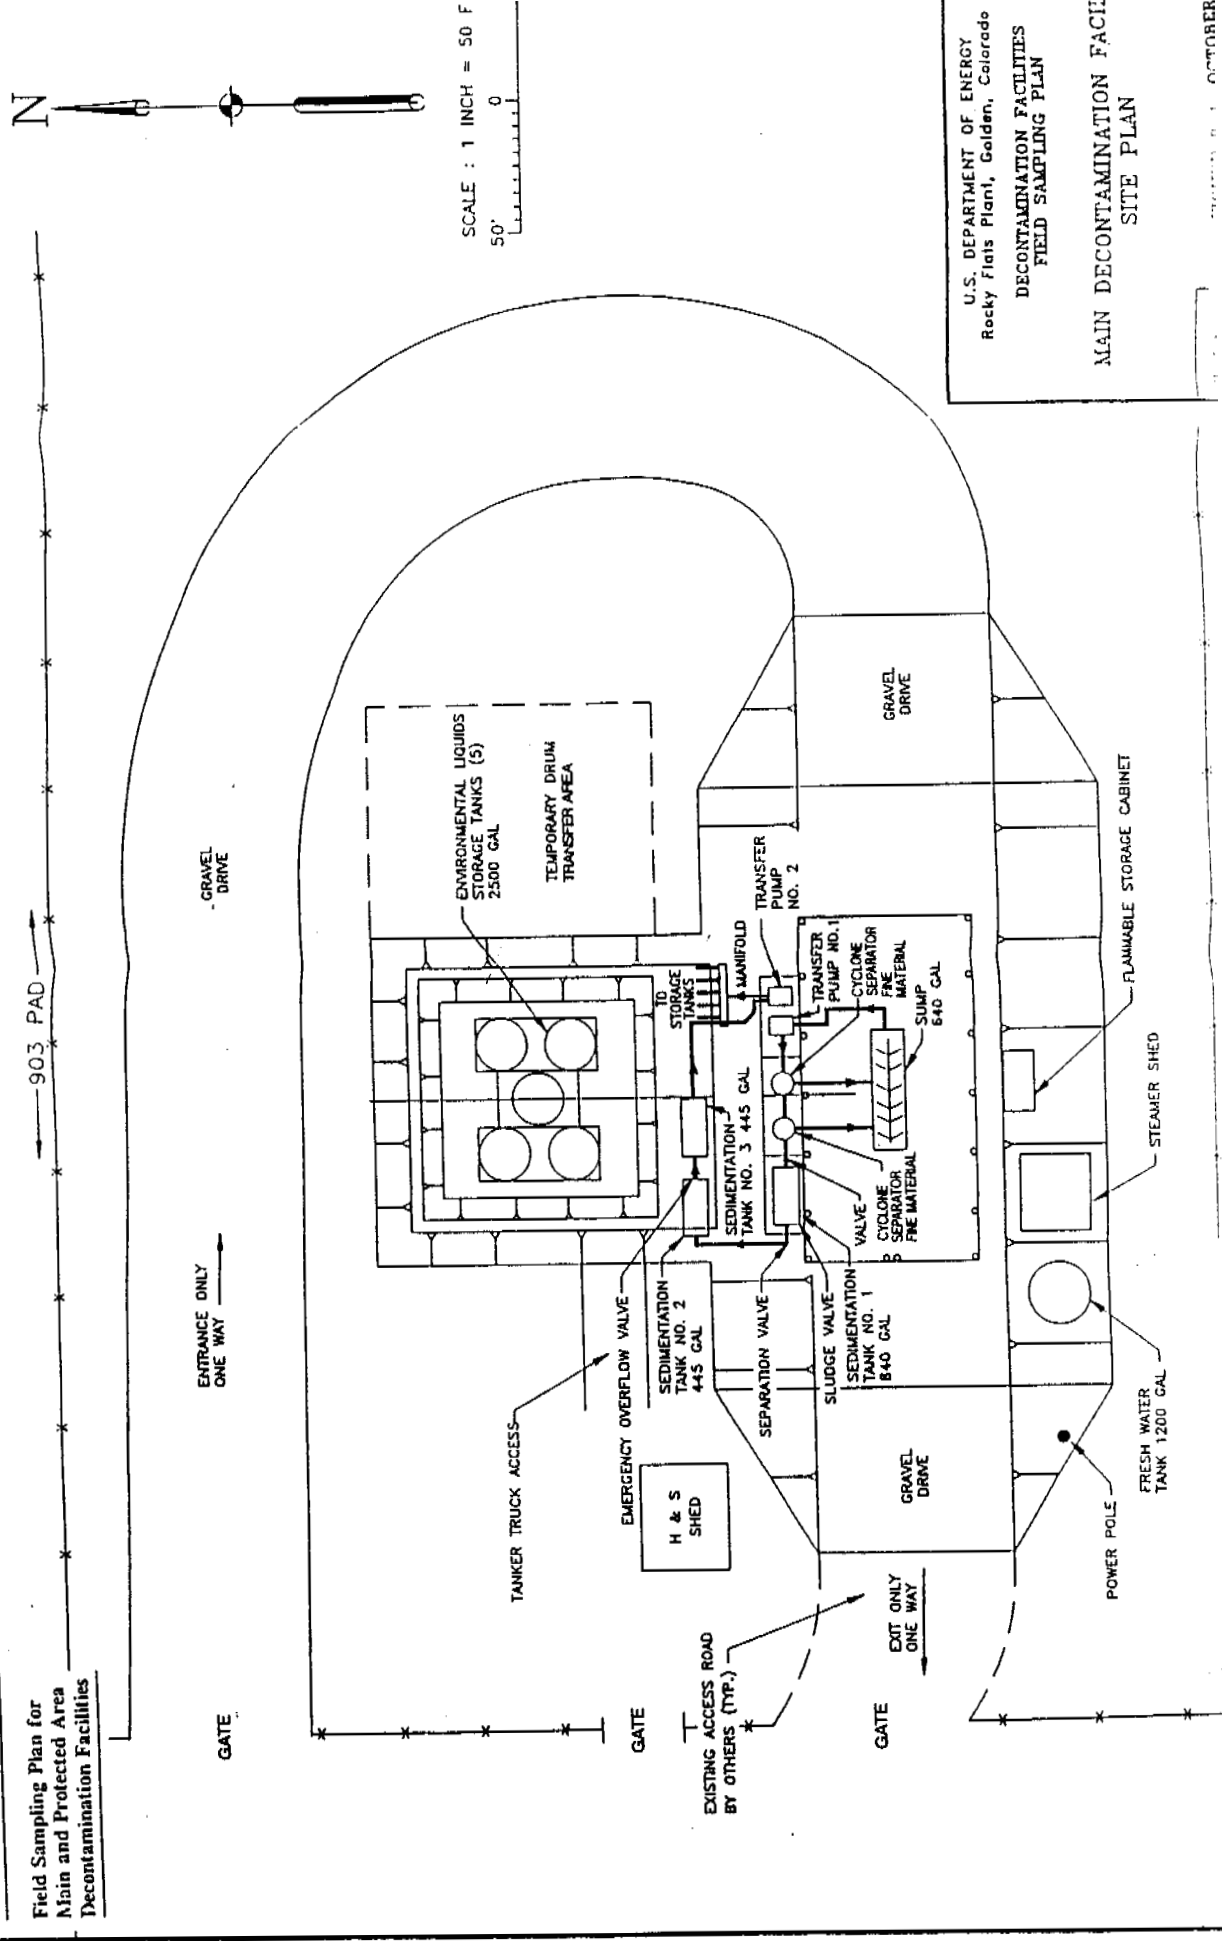 Field Sampling Plan for
Main and Protected Area
Decontamination Facilities
903 PAD
N
GRAVEL
DRIVE
ENTRANCE ONLY
ONE WAY
GATE
SCALE : 1 INCH = 50 F
50'
0
ENVIRONMENTAL LIQUIDS
STORAGE TANKS (5)
2500 GAL
TEMPORARY DRUM
TRANSFER AREA
TANKER TRUCK ACCESS
EMERGENCY OVERFLOW VALVE
SEDIMENTATION
TANK NO. 2
445 GAL
H & S
SHED
GATE
TO
STORAGE
TANKS
MANIFOLD
SEDIMENTATION
TANK NO. 3 445 GAL
TRANSFER
PUMP
NO. 2
TRANSFER
PUMP NO.1
CYCLONE
SEPARATOR
FINE
MATERIAL
SUMP
640 GAL
SEPARATION VALVE
SLUDGE VALVE
SEDIMENTATION
TANK NO. 1
840 GAL
VALVE
CYCLONE
SEPARATOR
FINE MATERIAL
EXISTING ACCESS ROAD
BY OTHERS (TYP.)
GATE
EXIT ONLY
ONE WAY
GRAVEL
DRIVE
GRAVEL
DRIVE
POWER POLE
FRESH WATER
TANK 1200 GAL
STEAMER SHED
FLAMMABLE STORAGE CABINET
U.S. DEPARTMENT OF ENERGY
Rocky Flats Plant, Golden, Colorado
DECONTAMINATION FACILITIES
FIELD SAMPLING PLAN
MAIN DECONTAMINATION FACI
SITE PLAN
OCTOBER